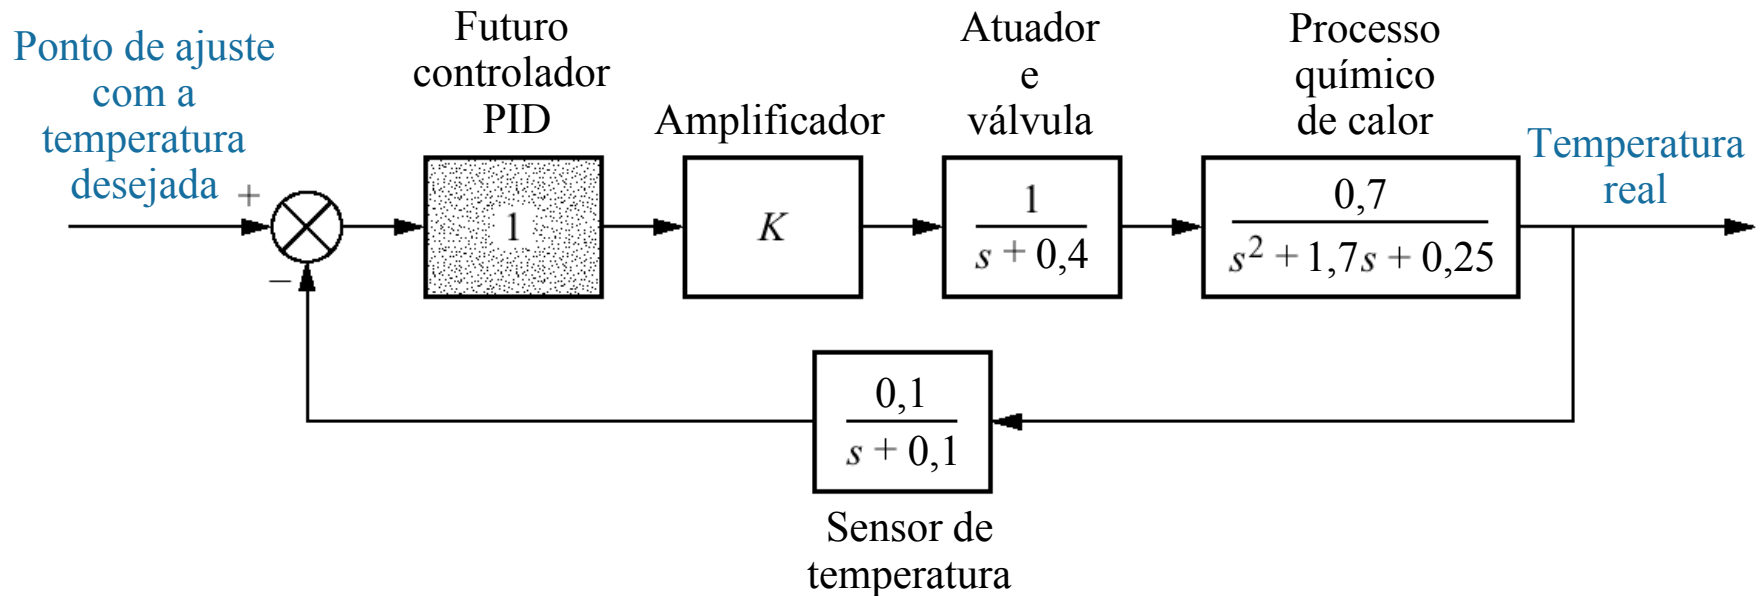 Ponto de ajuste
com a
temperatura
desejada
+
−
Futuro
controlador
PID
1
Amplificador
K
Atuador
e
válvula
1
s + 0,4
Processo
químico
de calor
0,7
s² + 1,7s + 0,25
Temperatura
real
0,1
s + 0,1
Sensor de
temperatura